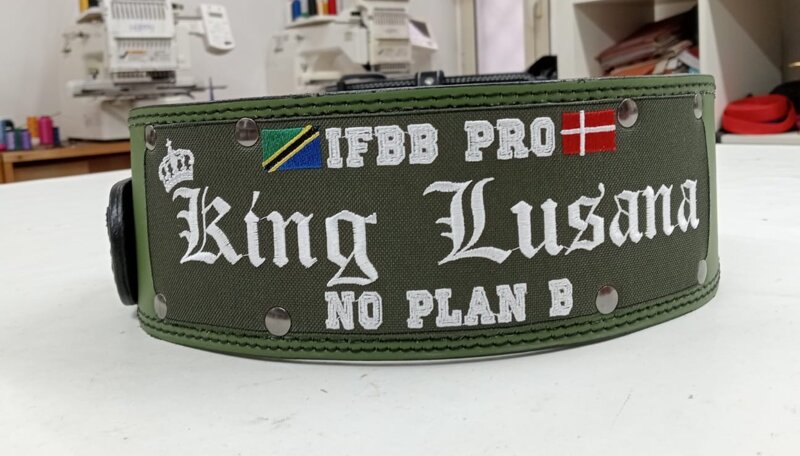 IFBB PRO
King Lusana
NO PLAN B